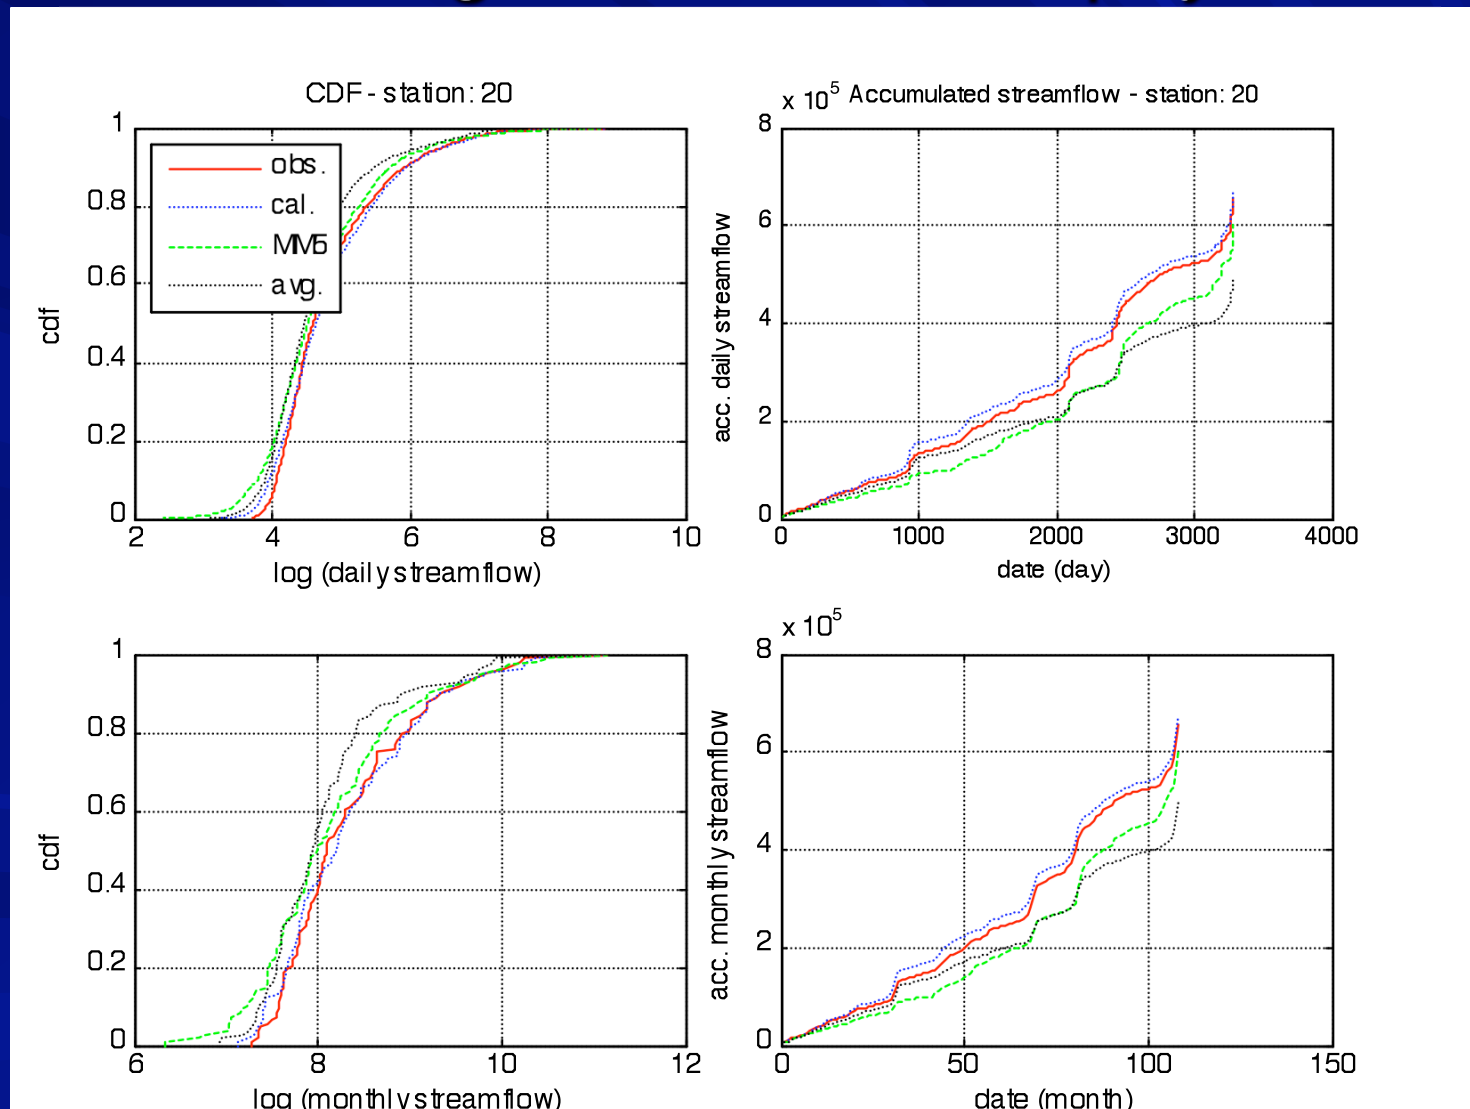 CDF - station: 20
1
0.8
0.6
0.4
0.2
0
cdf
obs.
cal.
MM5
avg.
2 4 6 8 10
log (daily streamflow)
x 10^5 Accumulated streamflow - station: 20
8
6
4
2
0
acc. daily streamflow
0 1000 2000 3000 4000
date (day)
1
0.8
0.6
0.4
0.2
0
cdf
6 8 10 12
log (monthly streamflow)
x 10^5
8
6
4
2
0
acc. monthly streamflow
0 50 100 150
date (month)